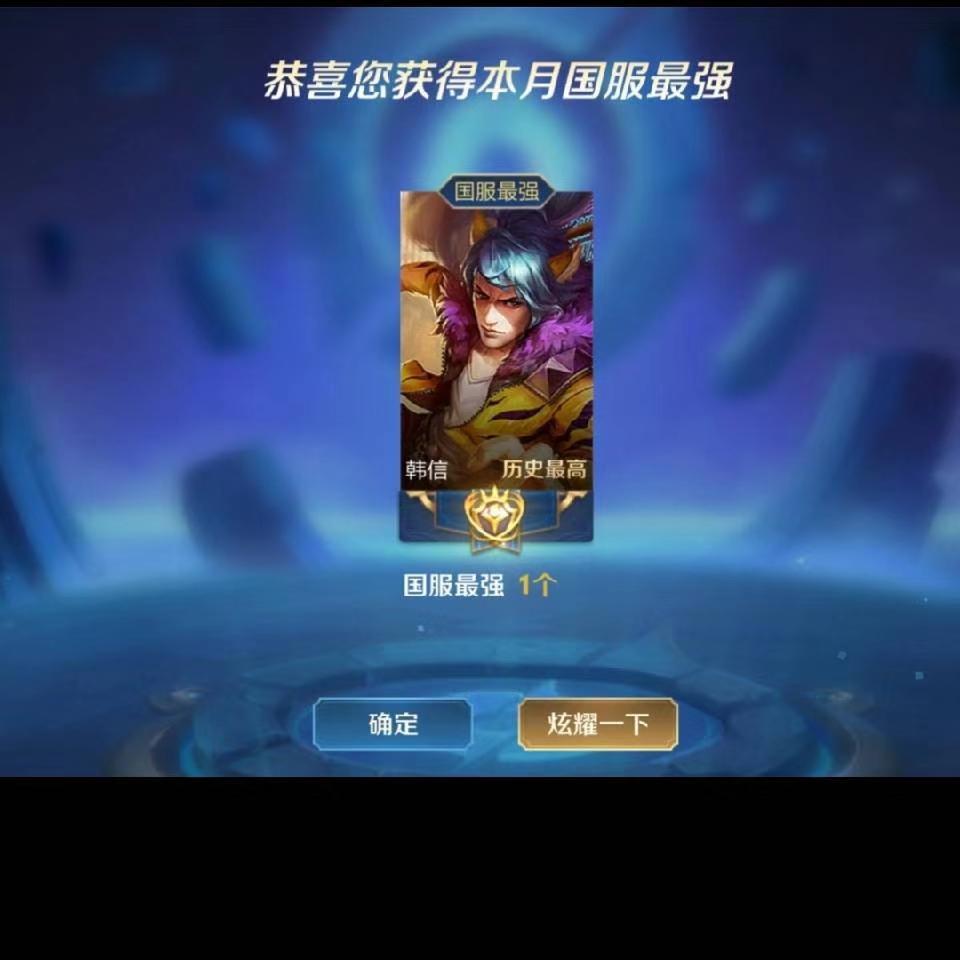 恭喜您获得本月国服最强
国服最强
韩信 历史最高
国服最强 1个
确定 炫耀一下